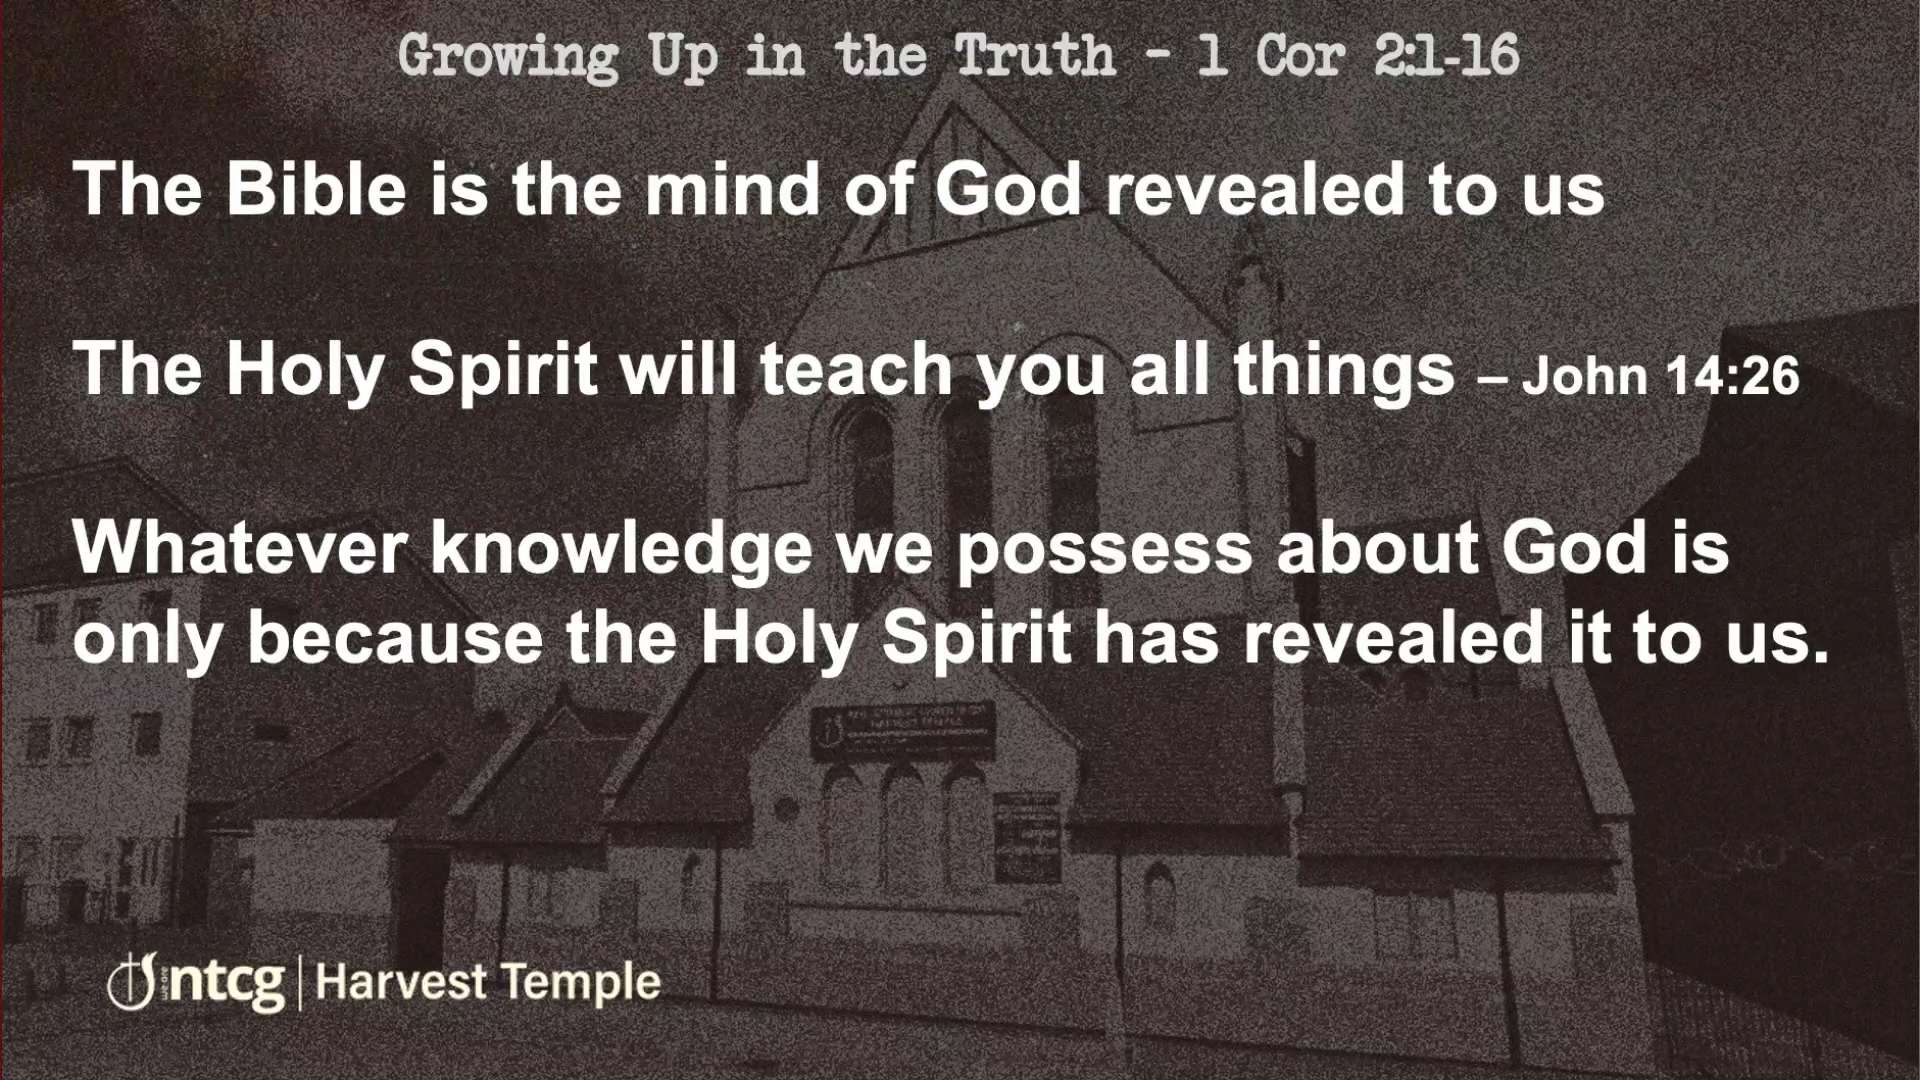 Growing Up in the Truth - 1 Cor 2:1-16
The Bible is the mind of God revealed to us
The Holy Spirit will teach you all things – John 14:26
Whatever knowledge we possess about God is
only because the Holy Spirit has revealed it to us.
we are ntcg | Harvest Temple